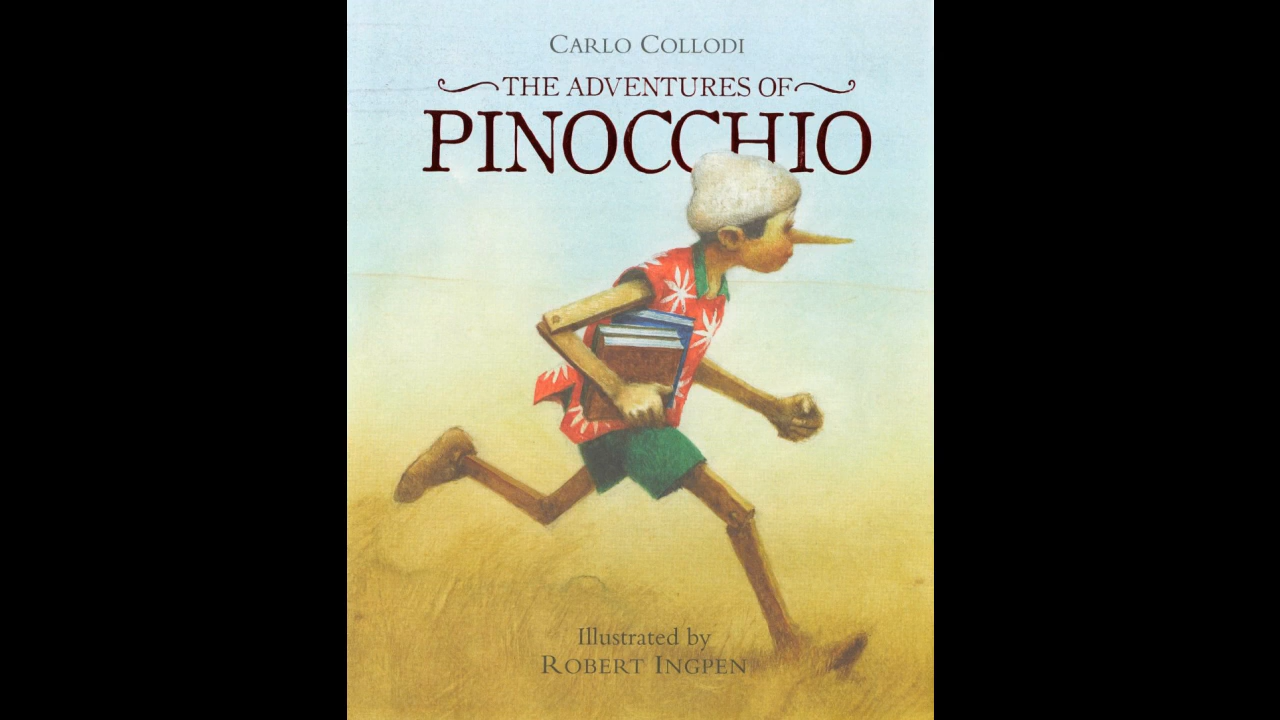 CARLO COLLODI
THE ADVENTURES OF
PINOCCHIO
Illustrated by
ROBERT INGPEN